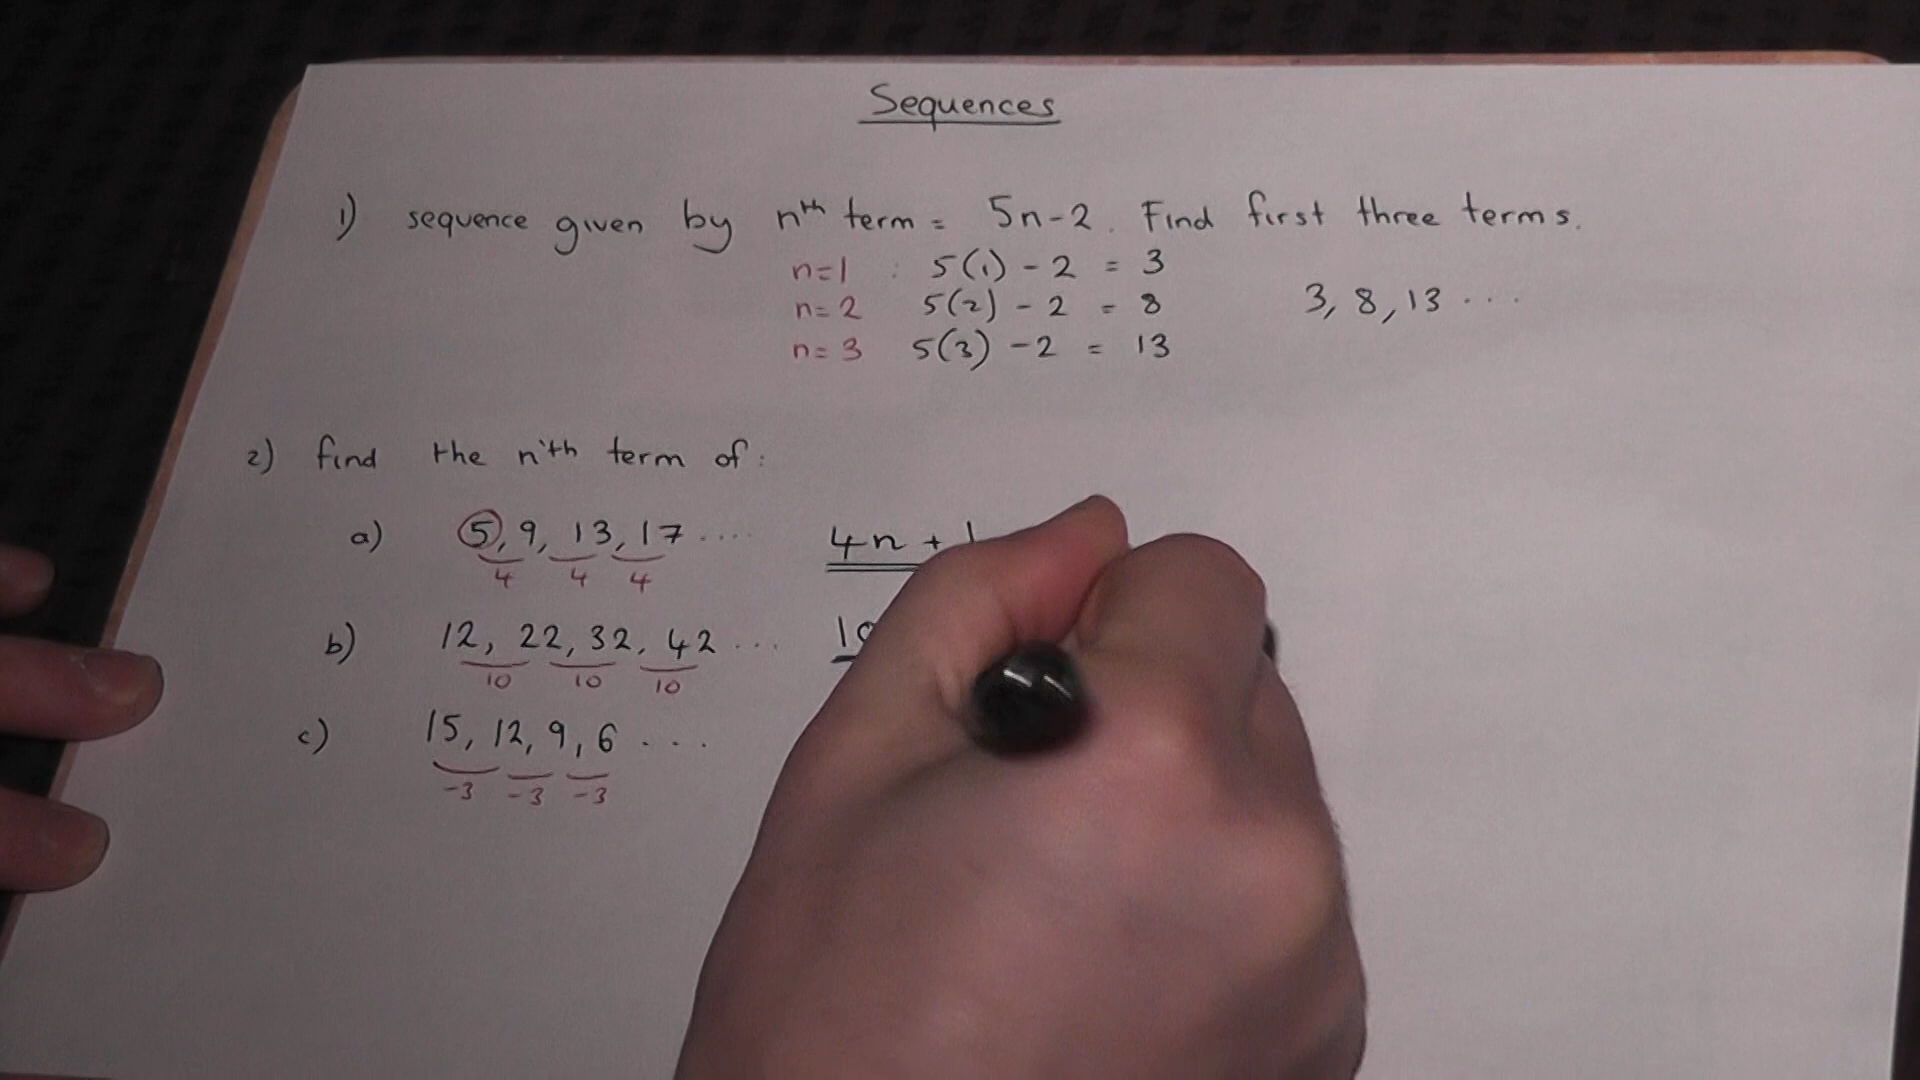 Sequences
1) sequence given by nth term = 5n-2. Find first three terms.
n=1 : 5(1) - 2 = 3
n=2 5(2) - 2 = 8 3, 8, 13 ...
n=3 5(3) - 2 = 13
2) find the n'th term of:
a) 5, 9, 13, 17 .... 4n + 1
4 4 4
b) 12, 22, 32, 42 ... 10
10 10 10
c) 15, 12, 9, 6 ...
-3 -3 -3